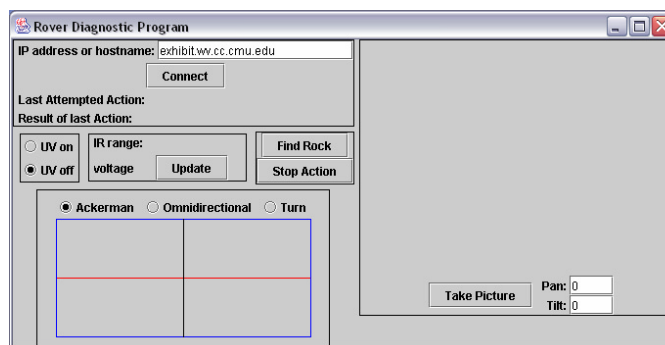 Rover Diagnostic Program
IP address or hostname: exhibit.wv.cc.cmu.edu
Connect
Last Attempted Action:
Result of last Action:
UV on
UV off
IR range:
voltage Update
Find Rock
Stop Action
Ackerman Omnidirectional Turn
Take Picture
Pan: 0
Tilt: 0